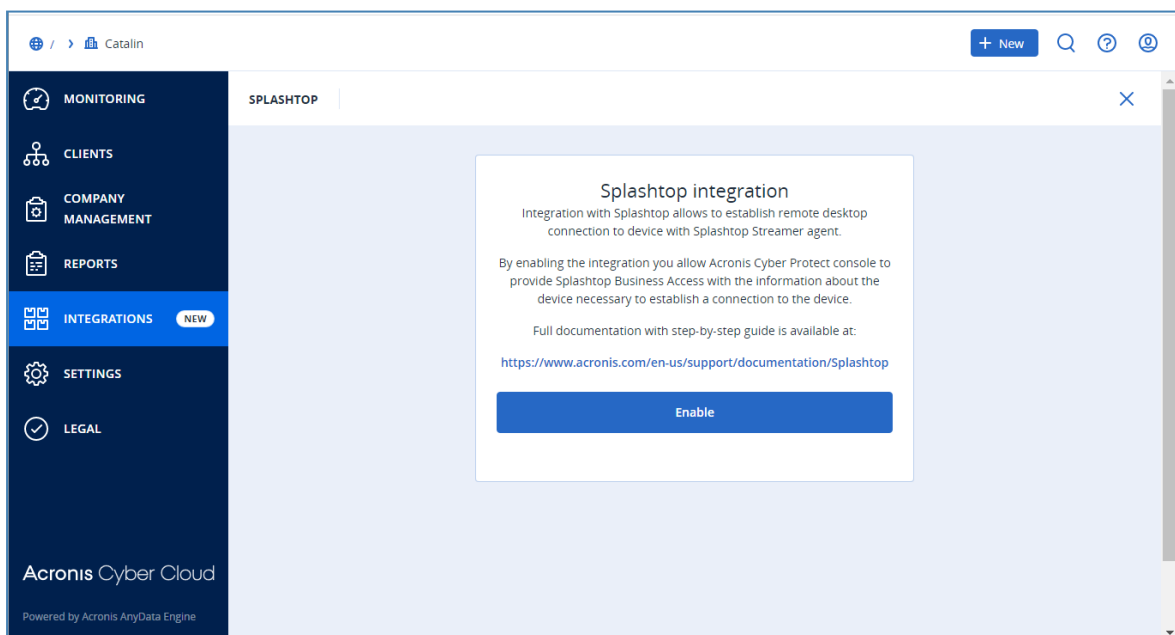 / Catalin
+ New
MONITORING
CLIENTS
COMPANY
MANAGEMENT
REPORTS
INTEGRATIONS NEW
SETTINGS
LEGAL
Acronis Cyber Cloud
Powered by Acronis AnyData Engine
SPLASHTOP
Splashtop integration
Integration with Splashtop allows to establish remote desktop
connection to device with Splashtop Streamer agent.
By enabling the integration you allow Acronis Cyber Protect console to
provide Splashtop Business Access with the information about the
device necessary to establish a connection to the device.
Full documentation with step-by-step guide is available at:
https://www.acronis.com/en-us/support/documentation/Splashtop
Enable